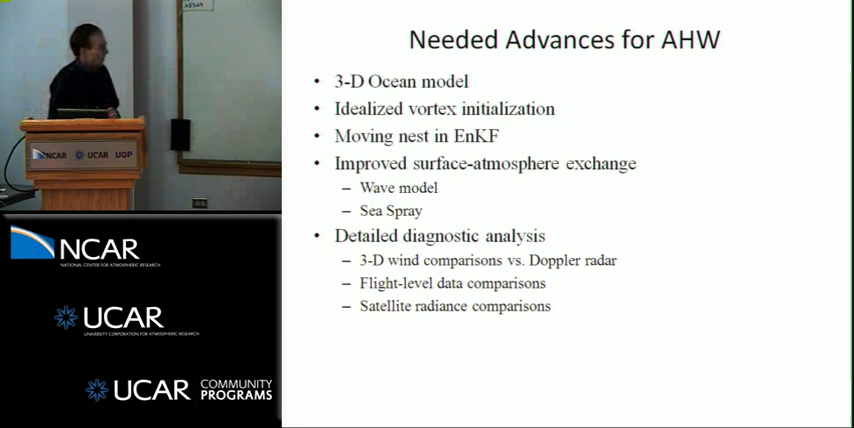 Needed Advances for AHW
• 3-D Ocean model
• Idealized vortex initialization
• Moving nest in EnKF
• Improved surface-atmosphere exchange
– Wave model
– Sea Spray
• Detailed diagnostic analysis
– 3-D wind comparisons vs. Doppler radar
– Flight-level data comparisons
– Satellite radiance comparisons
NCAR UCAR UOP
NCAR
NATIONAL CENTER FOR ATMOSPHERIC RESEARCH
UCAR
UNIVERSITY CORPORATION FOR ATMOSPHERIC RESEARCH
UCAR COMMUNITY
PROGRAMS